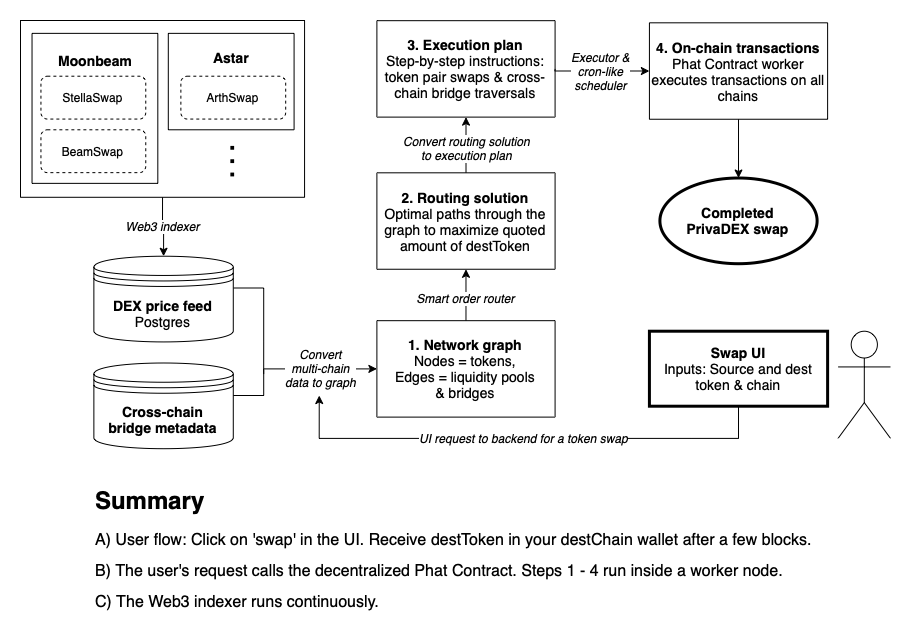 Moonbeam
StellaSwap
BeamSwap
Astar
ArthSwap
Web3 indexer
DEX price feed
Postgres
Cross-chain
bridge metadata
Convert
multi-chain
data to graph
1. Network graph
Nodes = tokens,
Edges = liquidity pools
& bridges
Smart order router
2. Routing solution
Optimal paths through the
graph to maximize quoted
amount of destToken
Convert routing solution
to execution plan
3. Execution plan
Step-by-step instructions:
token pair swaps & cross-
chain bridge traversals
Executor &
cron-like
scheduler
4. On-chain transactions
Phat Contract worker
executes transactions on all
chains
Completed
PrivaDEX swap
Swap UI
Inputs: Source and dest
token & chain
UI request to backend for a token swap
Summary
A) User flow: Click on 'swap' in the UI. Receive destToken in your destChain wallet after a few blocks.
B) The user's request calls the decentralized Phat Contract. Steps 1 - 4 run inside a worker node.
C) The Web3 indexer runs continuously.